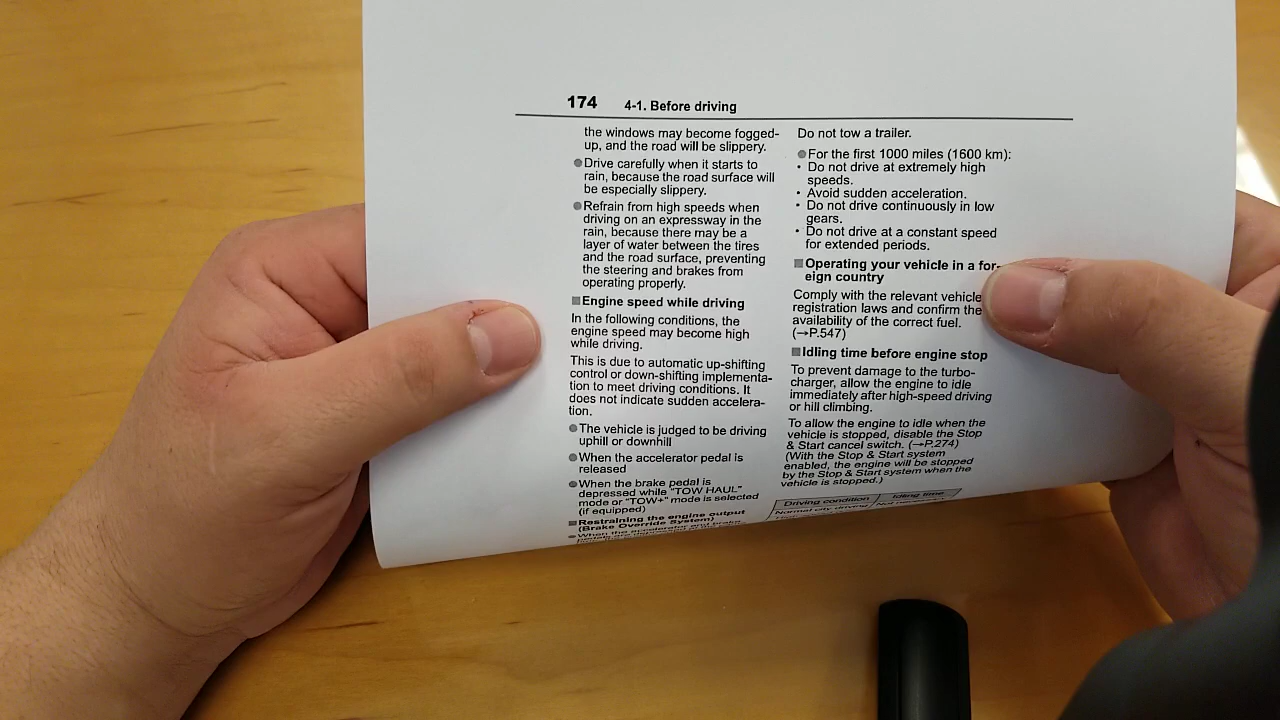 174 4-1. Before driving
the windows may become fogged-
up, and the road will be slippery.
Drive carefully when it starts to
rain, because the road surface will
be especially slippery.
Refrain from high speeds when
driving on an expressway in the
rain, because there may be a
layer of water between the tires
and the road surface, preventing
the steering and brakes from
operating properly.
Engine speed while driving
In the following conditions, the
engine speed may become high
while driving.
This is due to automatic up-shifting
control or down-shifting implementa-
tion to meet driving conditions. It
does not indicate sudden accelera-
tion.
The vehicle is judged to be driving
uphill or downhill
When the accelerator pedal is
released
When the brake pedal is
depressed while "TOW HAUL"
mode or "TOW+" mode is selected
(if equipped)
Restraining the engine output
(Brake Override System)
When the accelerator and brake
Do not tow a trailer.
For the first 1000 miles (1600 km):
• Do not drive at extremely high
speeds.
• Avoid sudden acceleration.
• Do not drive continuously in low
gears.
• Do not drive at a constant speed
for extended periods.
Operating your vehicle in a for-
eign country
Comply with the relevant vehicle
registration laws and confirm the
availability of the correct fuel.
(→P.547)
Idling time before engine stop
To prevent damage to the turbo-
charger, allow the engine to idle
immediately after high-speed driving
or hill climbing.
To allow the engine to idle when the
vehicle is stopped, disable the Stop
& Start cancel switch. (→P.274)
(With the Stop & Start system
enabled, the engine will be stopped
by the Stop & Start system when the
vehicle is stopped.)
Driving condition Idling time
Normal city driving Not